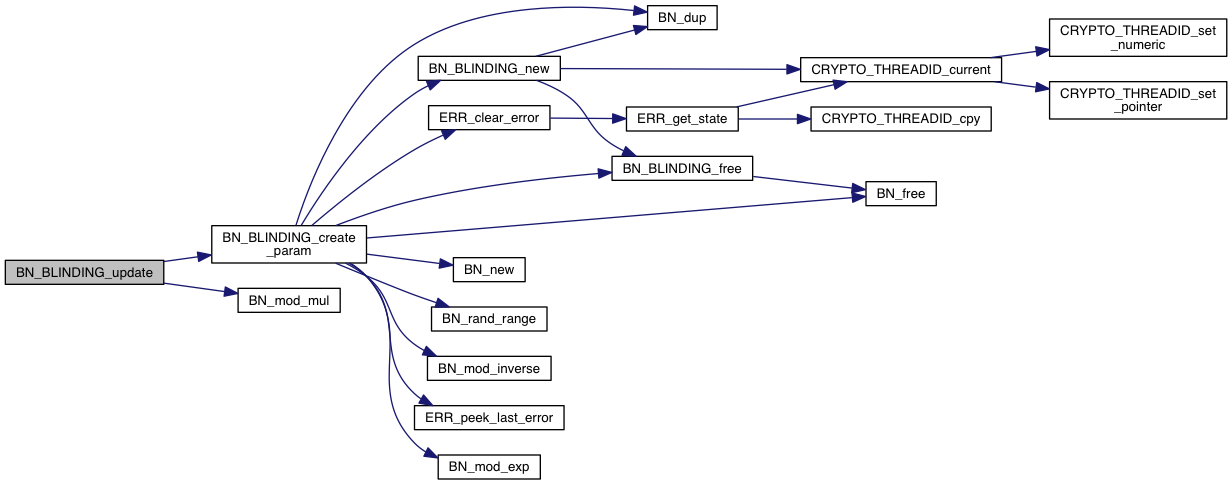 BN_BLINDING_update
BN_BLINDING_create
_param
BN_mod_mul
BN_dup
BN_BLINDING_new
ERR_clear_error
BN_BLINDING_free
BN_free
BN_new
BN_rand_range
BN_mod_inverse
ERR_peek_last_error
BN_mod_exp
ERR_get_state
CRYPTO_THREADID_current
CRYPTO_THREADID_cpy
CRYPTO_THREADID_set
_numeric
CRYPTO_THREADID_set
_pointer